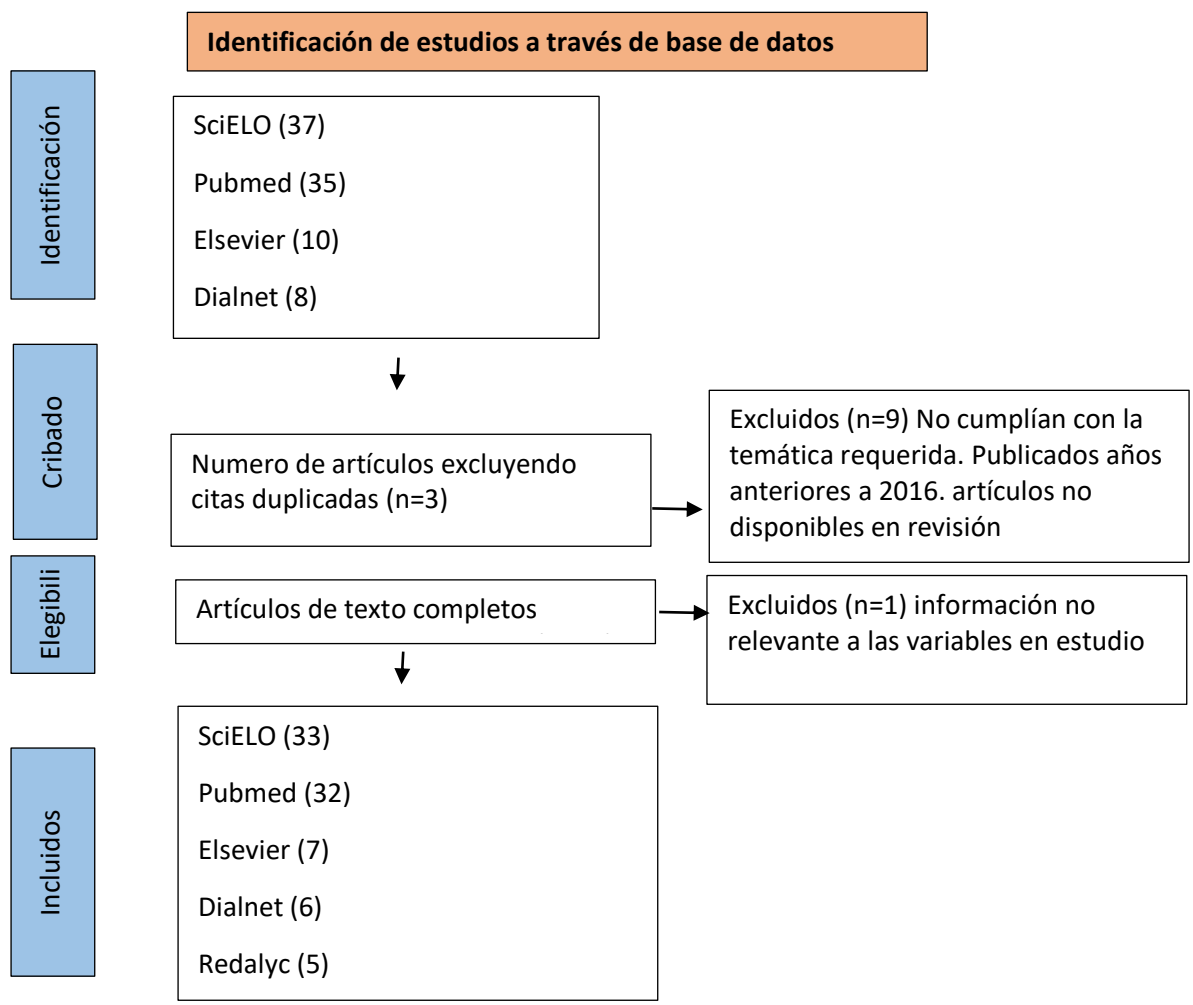 Identificación de estudios a través de base de datos
Identificación
SciELO (37)
Pubmed (35)
Elsevier (10)
Dialnet (8)
Cribado
Numero de artículos excluyendo
citas duplicadas (n=3)
Excluidos (n=9) No cumplían con la
temática requerida. Publicados años
anteriores a 2016. artículos no
disponibles en revisión
Elegibili
Artículos de texto completos
Excluidos (n=1) información no
relevante a las variables en estudio
Incluidos
SciELO (33)
Pubmed (32)
Elsevier (7)
Dialnet (6)
Redalyc (5)